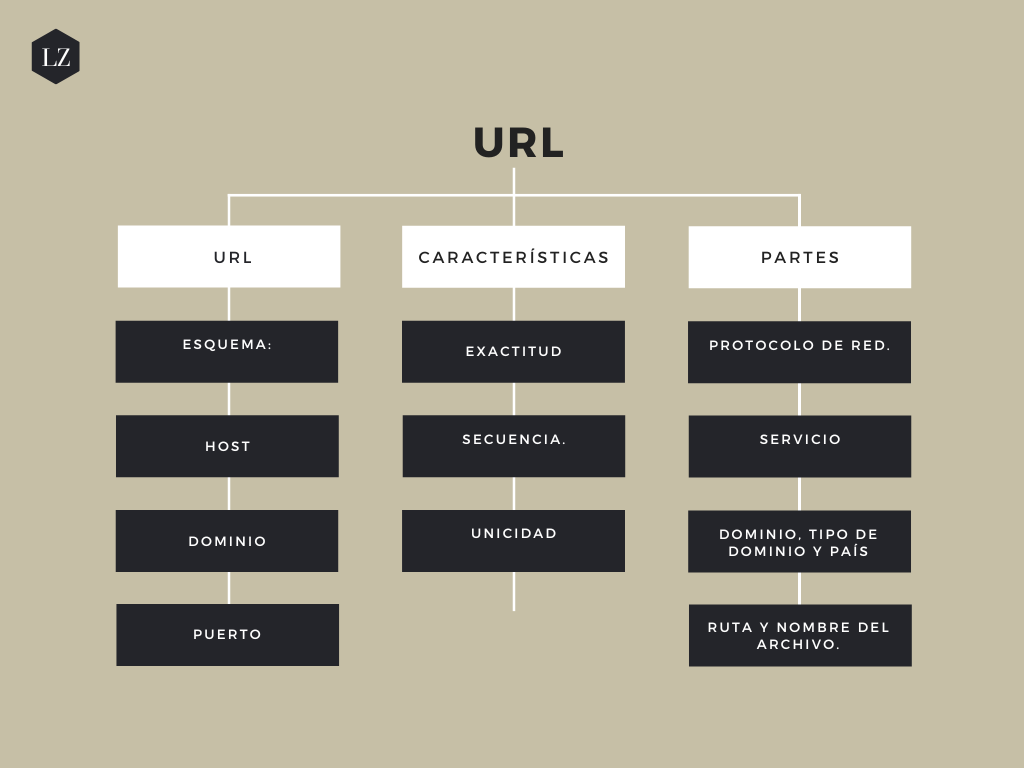 LZ
URL
URL
ESQUEMA:
HOST
DOMINIO
PUERTO
CARACTERÍSTICAS
EXACTITUD
SECUENCIA.
UNICIDAD
PARTES
PROTOCOLO DE RED.
SERVICIO
DOMINIO, TIPO DE
DOMINIO Y PAÍS
RUTA Y NOMBRE DEL
ARCHIVO.